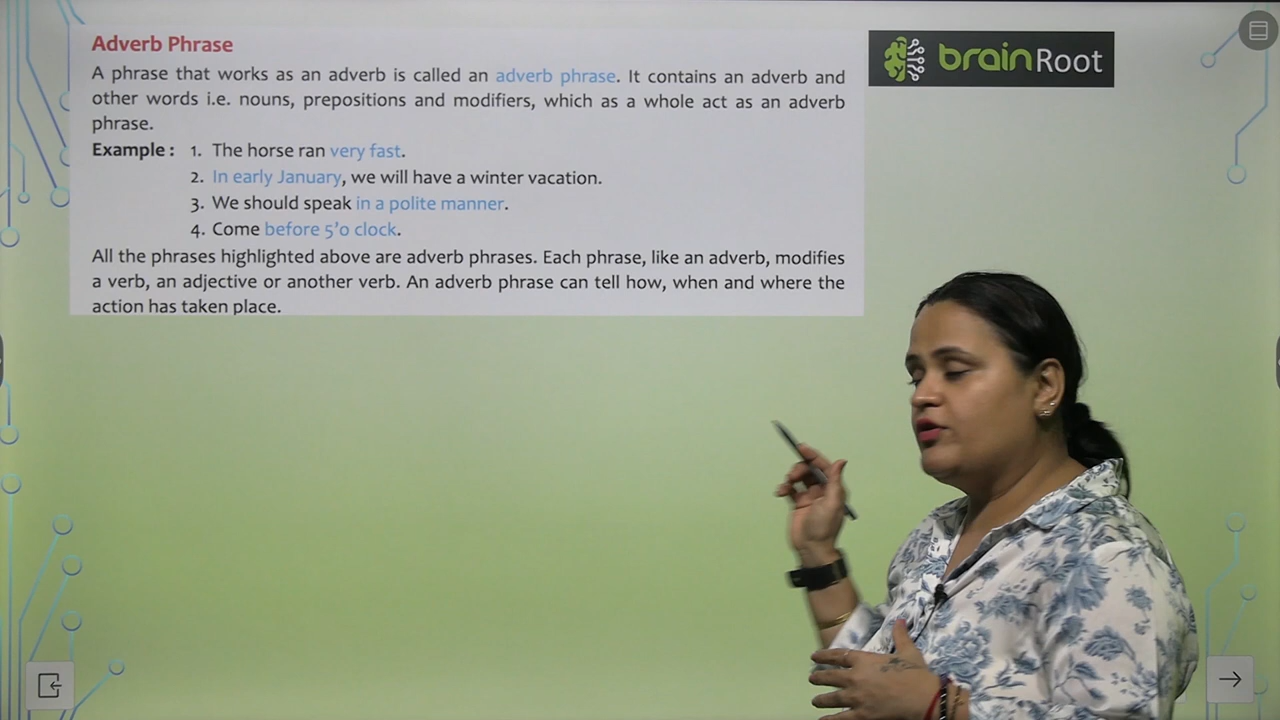 Adverb Phrase
A phrase that works as an adverb is called an adverb phrase. It contains an adverb and
other words i.e. nouns, prepositions and modifiers, which as a whole act as an adverb
phrase.
Example : 1. The horse ran very fast.
2. In early January, we will have a winter vacation.
3. We should speak in a polite manner.
4. Come before 5'o clock.
All the phrases highlighted above are adverb phrases. Each phrase, like an adverb, modifies
a verb, an adjective or another verb. An adverb phrase can tell how, when and where the
action has taken place.
brainRoot